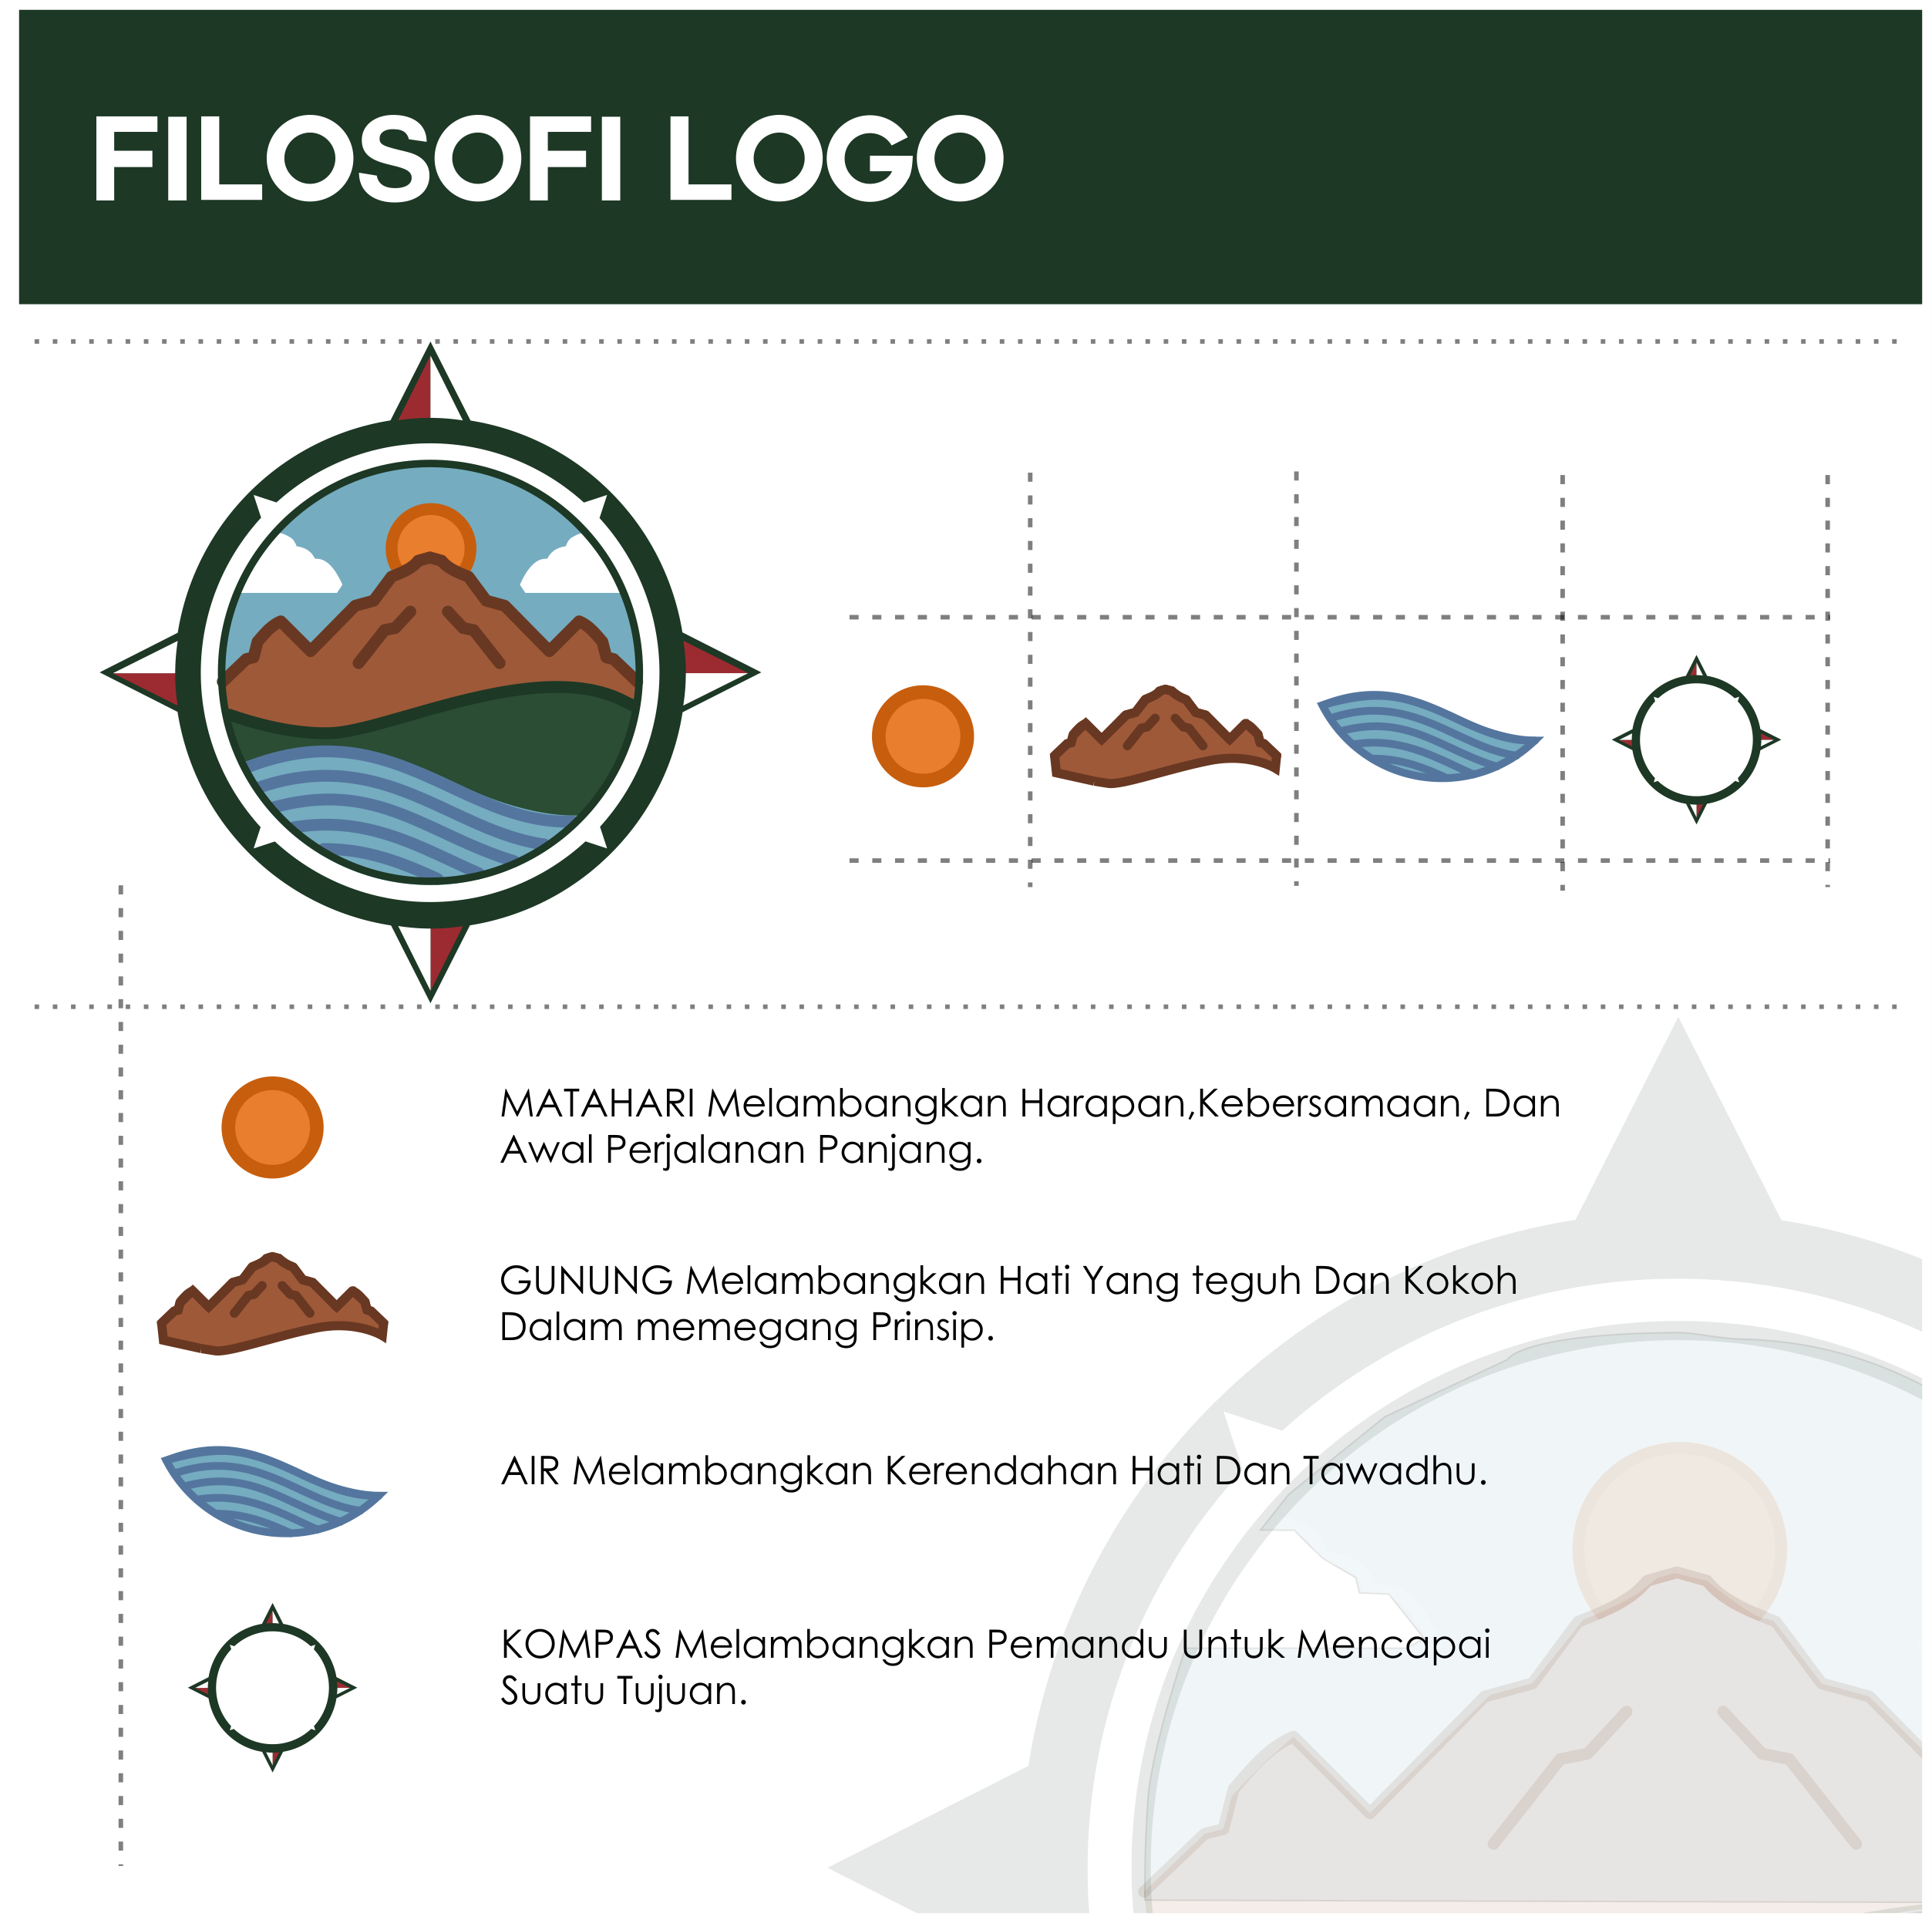 FILOSOFI LOGO
MATAHARI Melambangkan Harapan,Kebersamaan, Dan
Awal Perjalanan Panjang.
GUNUNG Melambangkan Hati Yang teguh Dan Kokoh
Dalam memegang Prinsip.
AIR Melambangkan Kerendahan Hati Dan Tawadhu.
KOMPAS Melambangkan Pemandu Untuk Mencapai
Suatu Tujuan.